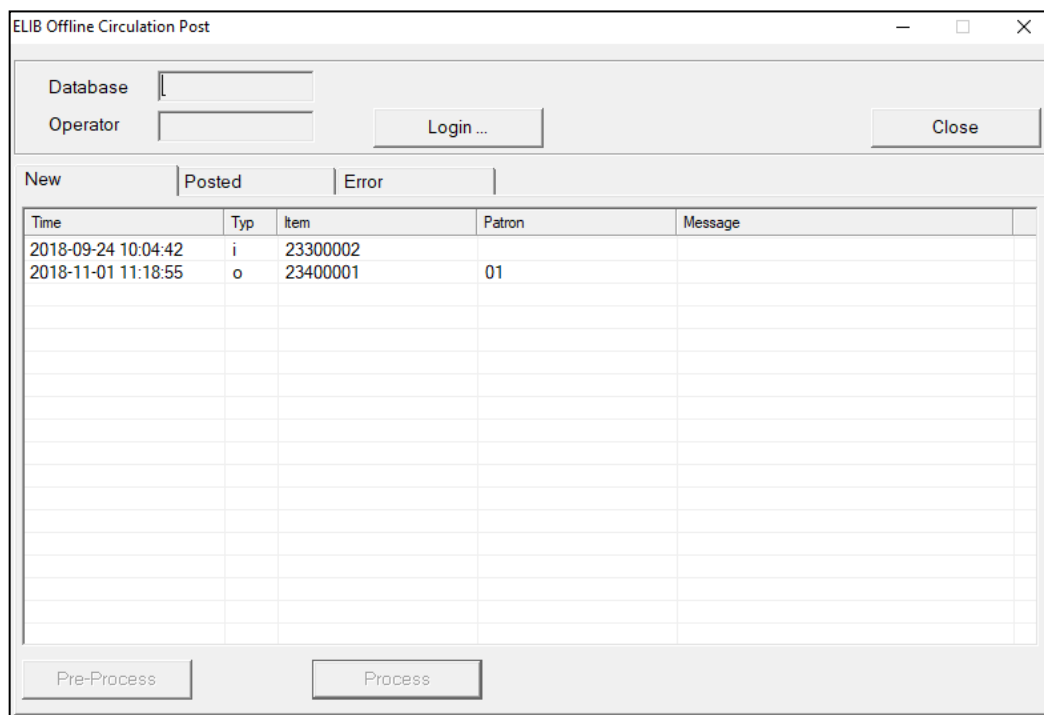 ELIB Offline Circulation Post
Database
Operator Login ... Close
New Posted Error
Time Typ Item Patron Message
2018-09-24 10:04:42 i 23300002
2018-11-01 11:18:55 o 23400001 01
Pre-Process Process